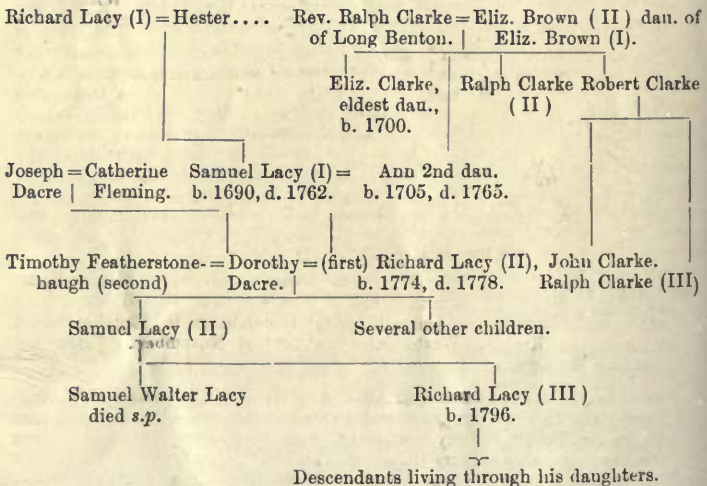 Richard Lacy (I) = Hester.... Rev. Ralph Clarke = Eliz. Brown (II) dau. of
of Long Benton. | Eliz. Brown (I).
Eliz. Clarke, Ralph Clarke Robert Clarke
eldest dau., (II)
b. 1700.
Joseph = Catherine Samuel Lacy (I) = Ann 2nd dau.
Dacre | Fleming. b. 1690, d. 1762. b. 1705, d. 1765.
Timothy Featherstone- = Dorothy = (first) Richard Lacy (II), John Clarke.
baugh (second) Dacre. | b. 1774, d. 1778. Ralph Clarke (III)
Samuel Lacy (II) Several other children.
Samuel Walter Lacy Richard Lacy (III)
died s.p. b. 1796.
Descendants living through his daughters.